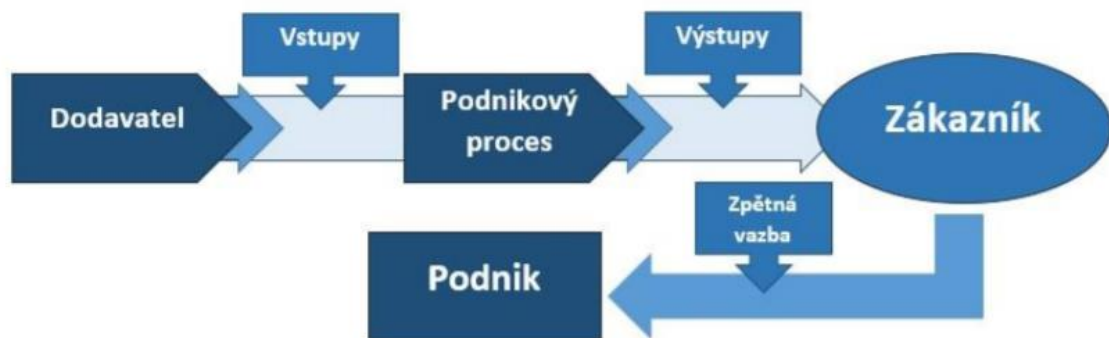 Vstupy
Výstupy
Dodavatel
Podnikový
proces
Zákazník
Zpětná
vazba
Podnik